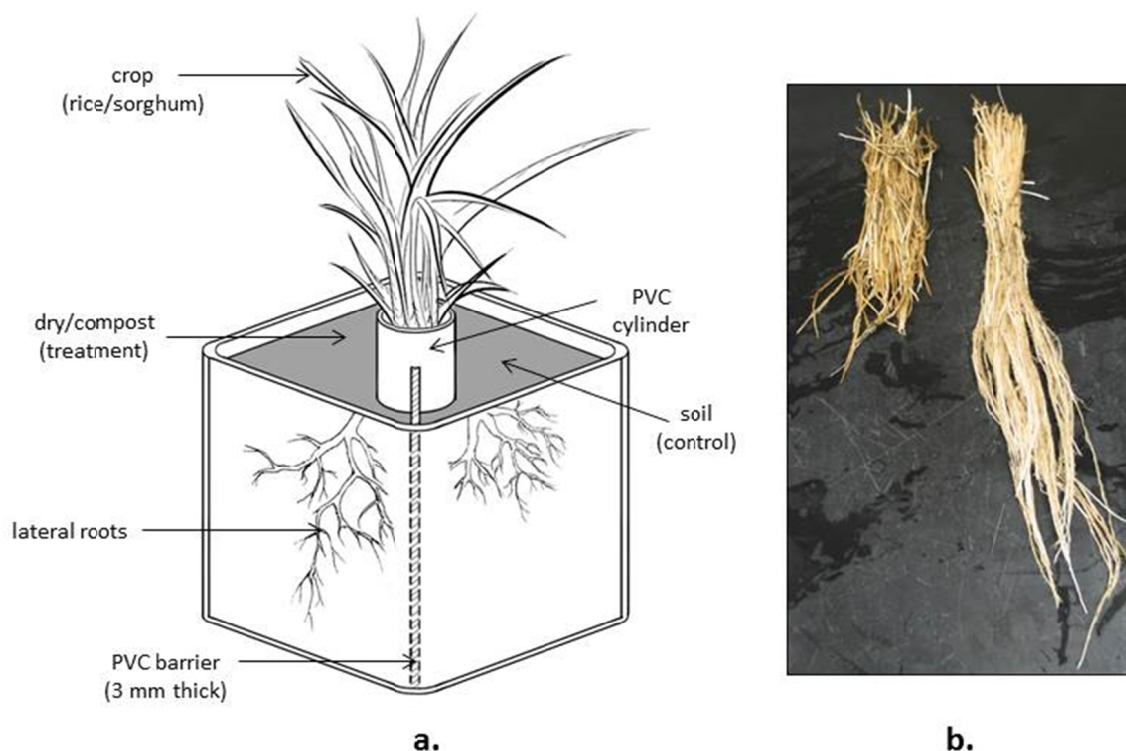 crop
(rice/sorghum)
dry/compost
(treatment)
PVC
cylinder
soil
(control)
lateral roots
PVC barrier
(3 mm thick)
a.
b.